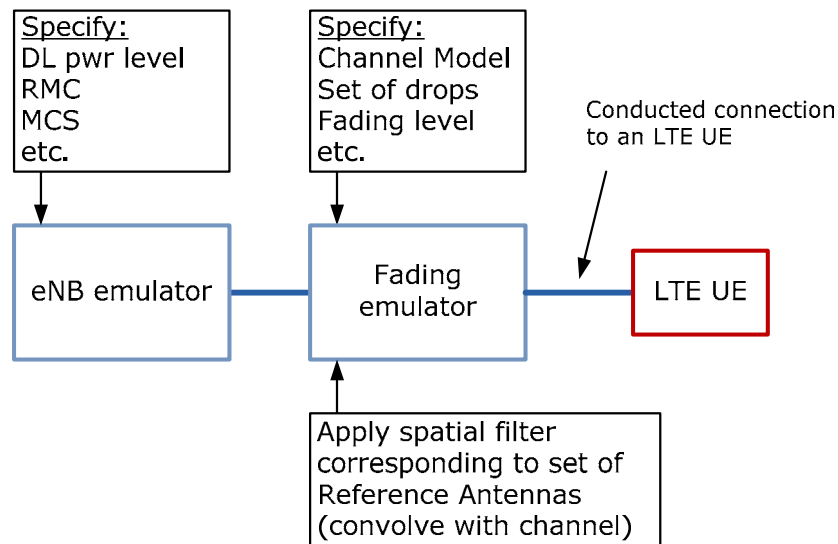 Specify:
DL pwr level
RMC
MCS
etc.
Specify:
Channel Model
Set of drops
Fading level
etc.
Conducted connection
to an LTE UE
eNB emulator
Fading
emulator
LTE UE
Apply spatial filter
corresponding to set of
Reference Antennas
(convolve with channel)